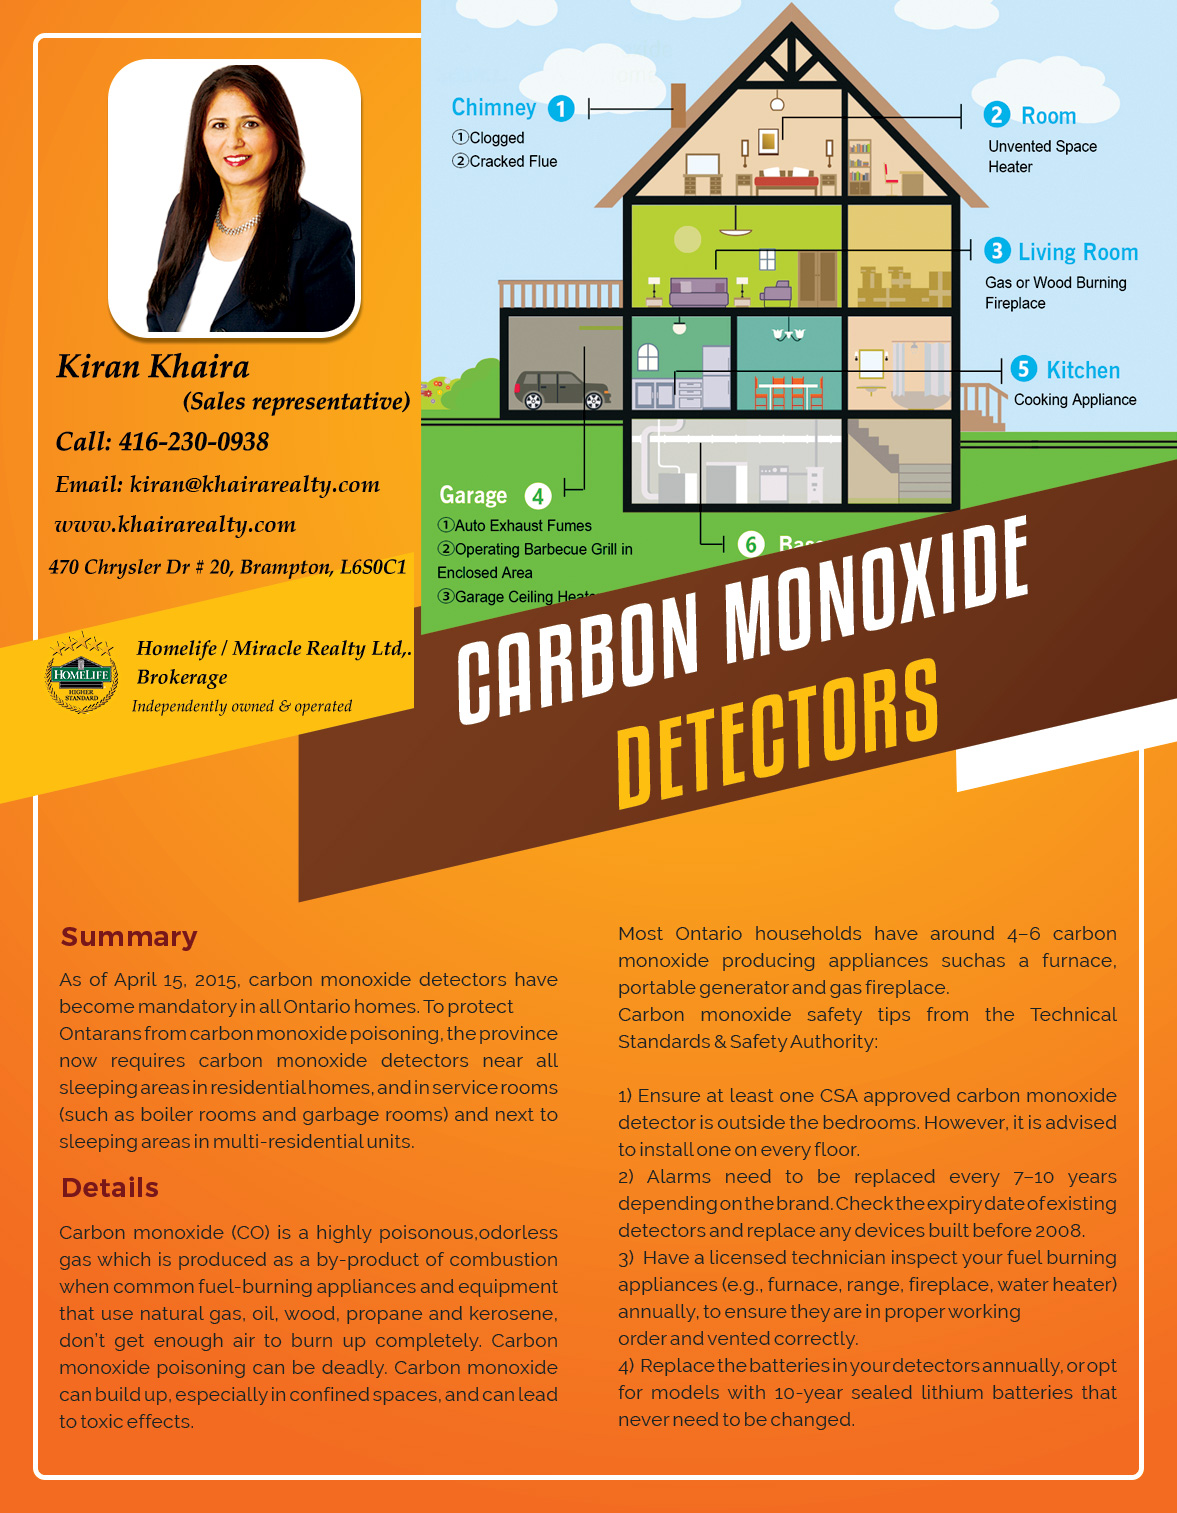 Kiran Khaira
(Sales representative)
Call: 416-230-0938
Email: kiran@khairarealty.com
www.khairarealty.com
470 Chrysler Dr # 20, Brampton, L6S0C1
HOMELIFE
HIGHER
STANDARD
Homelife / Miracle Realty Ltd,.
Brokerage
Independently owned & operated
Chimney 1
①Clogged
②Cracked Flue
2 Room
Unvented Space
Heater
3 Living Room
Gas or Wood Burning
Fireplace
5 Kitchen
Cooking Appliance
Garage 4
①Auto Exhaust Fumes
②Operating Barbecue Grill in
Enclosed Area
③Garage Ceiling
6
CARBON MONOXIDE
DETECTORS
Summary
As of April 15, 2015, carbon monoxide detectors have
become mandatory in all Ontario homes. To protect
Ontarans from carbon monoxide poisoning, the province
now requires carbon monoxide detectors near all
sleeping areas in residential homes, and in service rooms
(such as boiler rooms and garbage rooms) and next to
sleeping areas in multi-residential units.
Details
Carbon monoxide (CO) is a highly poisonous,odorless
gas which is produced as a by-product of combustion
when common fuel-burning appliances and equipment
that use natural gas, oil, wood, propane and kerosene,
don't get enough air to burn up completely. Carbon
monoxide poisoning can be deadly. Carbon monoxide
can build up, especially in confined spaces, and can lead
to toxic effects.
Most Ontario households have around 4–6 carbon
monoxide producing appliances suchas a furnace,
portable generator and gas fireplace.
Carbon monoxide safety tips from the Technical
Standards & Safety Authority:
1) Ensure at least one CSA approved carbon monoxide
detector is outside the bedrooms. However, it is advised
to install one on every floor.
2) Alarms need to be replaced every 7–10 years
depending on the brand. Check the expiry date of existing
detectors and replace any devices built before 2008.
3) Have a licensed technician inspect your fuel burning
appliances (e.g., furnace, range, fireplace, water heater)
annually, to ensure they are in proper working
order and vented correctly.
4) Replace the batteries in your detectors annually, or opt
for models with 10-year sealed lithium batteries that
never need to be changed.